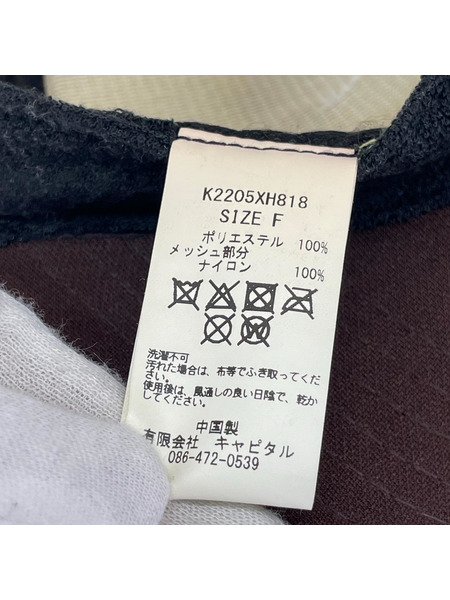 K2205XH818
SIZE F
ポリエステル 100%
メッシュ部分
ナイロン 100%
洗濯不可
汚れた場合は、布等でふき取ってくだ
さい。
使用後は、風通しの良い日陰で、乾か
してください。
中国製
有限会社 キャピタル
086-472-0539